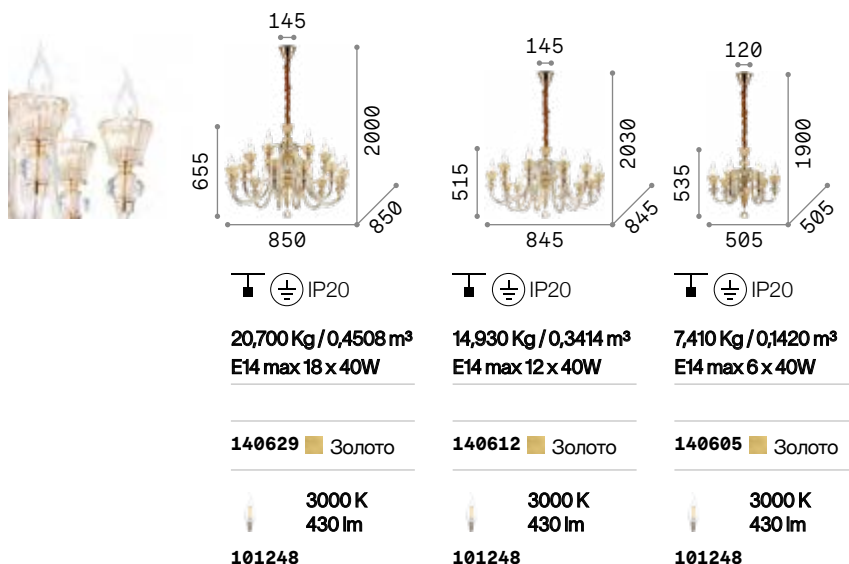 145
2000
655
850
850
IP20
20,700 Kg / 0,4508 m³
E14 max 18 x 40W
140629 Золото
3000 K
430 lm
101248
145
2030
515
845
845
IP20
14,930 Kg / 0,3414 m³
E14 max 12 x 40W
140612 Золото
3000 K
430 lm
101248
120
1900
535
505
505
IP20
7,410 Kg / 0,1420 m³
E14 max 6 x 40W
140605 Золото
3000 K
430 lm
101248